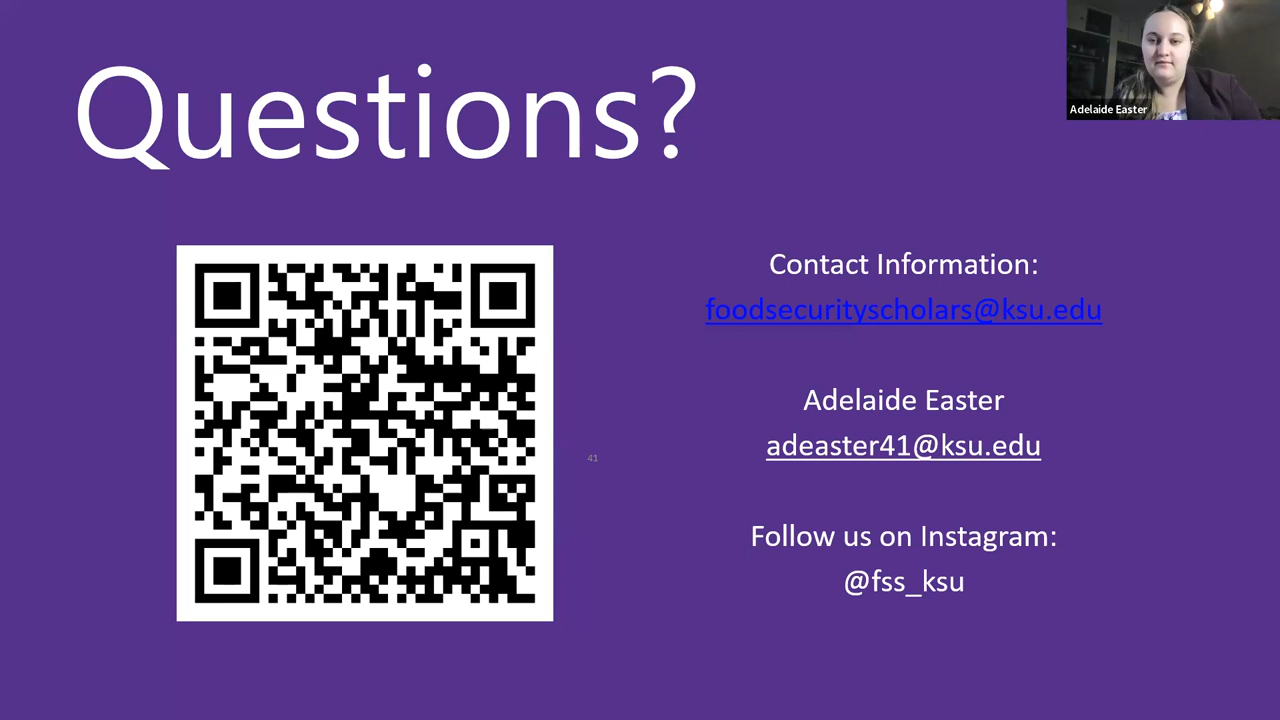 Questions?
Adelaide Easter
Contact Information:
foodsecurityscholars@ksu.edu
Adelaide Easter
adeaster41@ksu.edu
41
Follow us on Instagram:
@fss_ksu